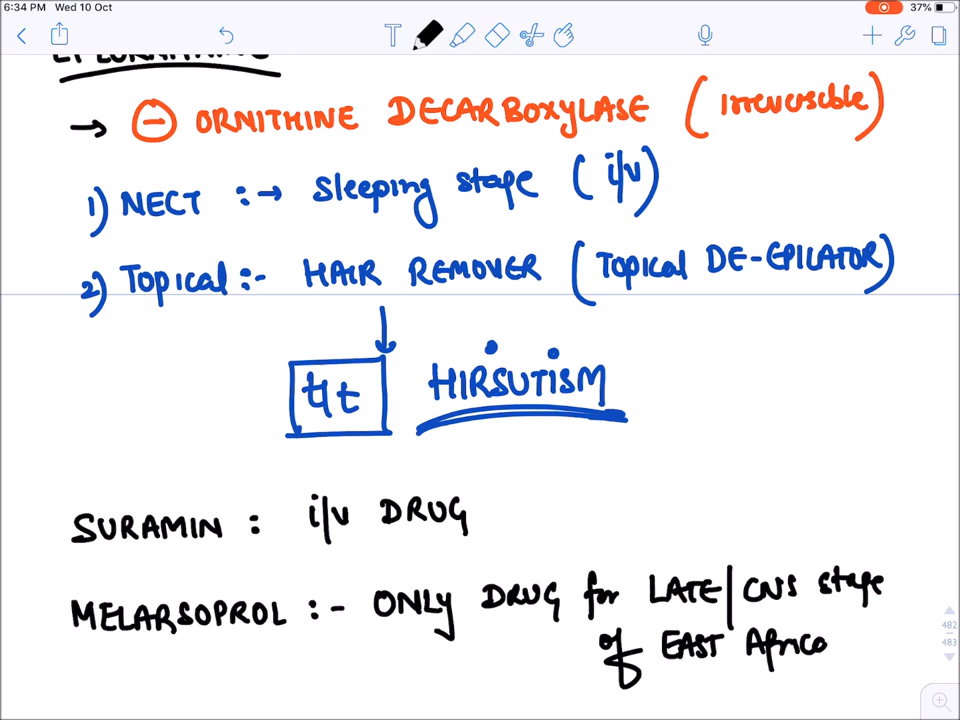 6:34 PM Wed 10 Oct 37%
T
→ ⊖ ORNITHINE DECARBOXYLASE (irreversible)
1) NECT :→ Sleeping stage (i/v)
2) Topical :- HAIR REMOVER (Topical DE-EPILATOR)
↓
t/t HIRSUTISM
SURAMIN : i/v DRUG
MELARSOPROL :- ONLY DRUG for LATE/CNS stage
of EAST Africa
482
483